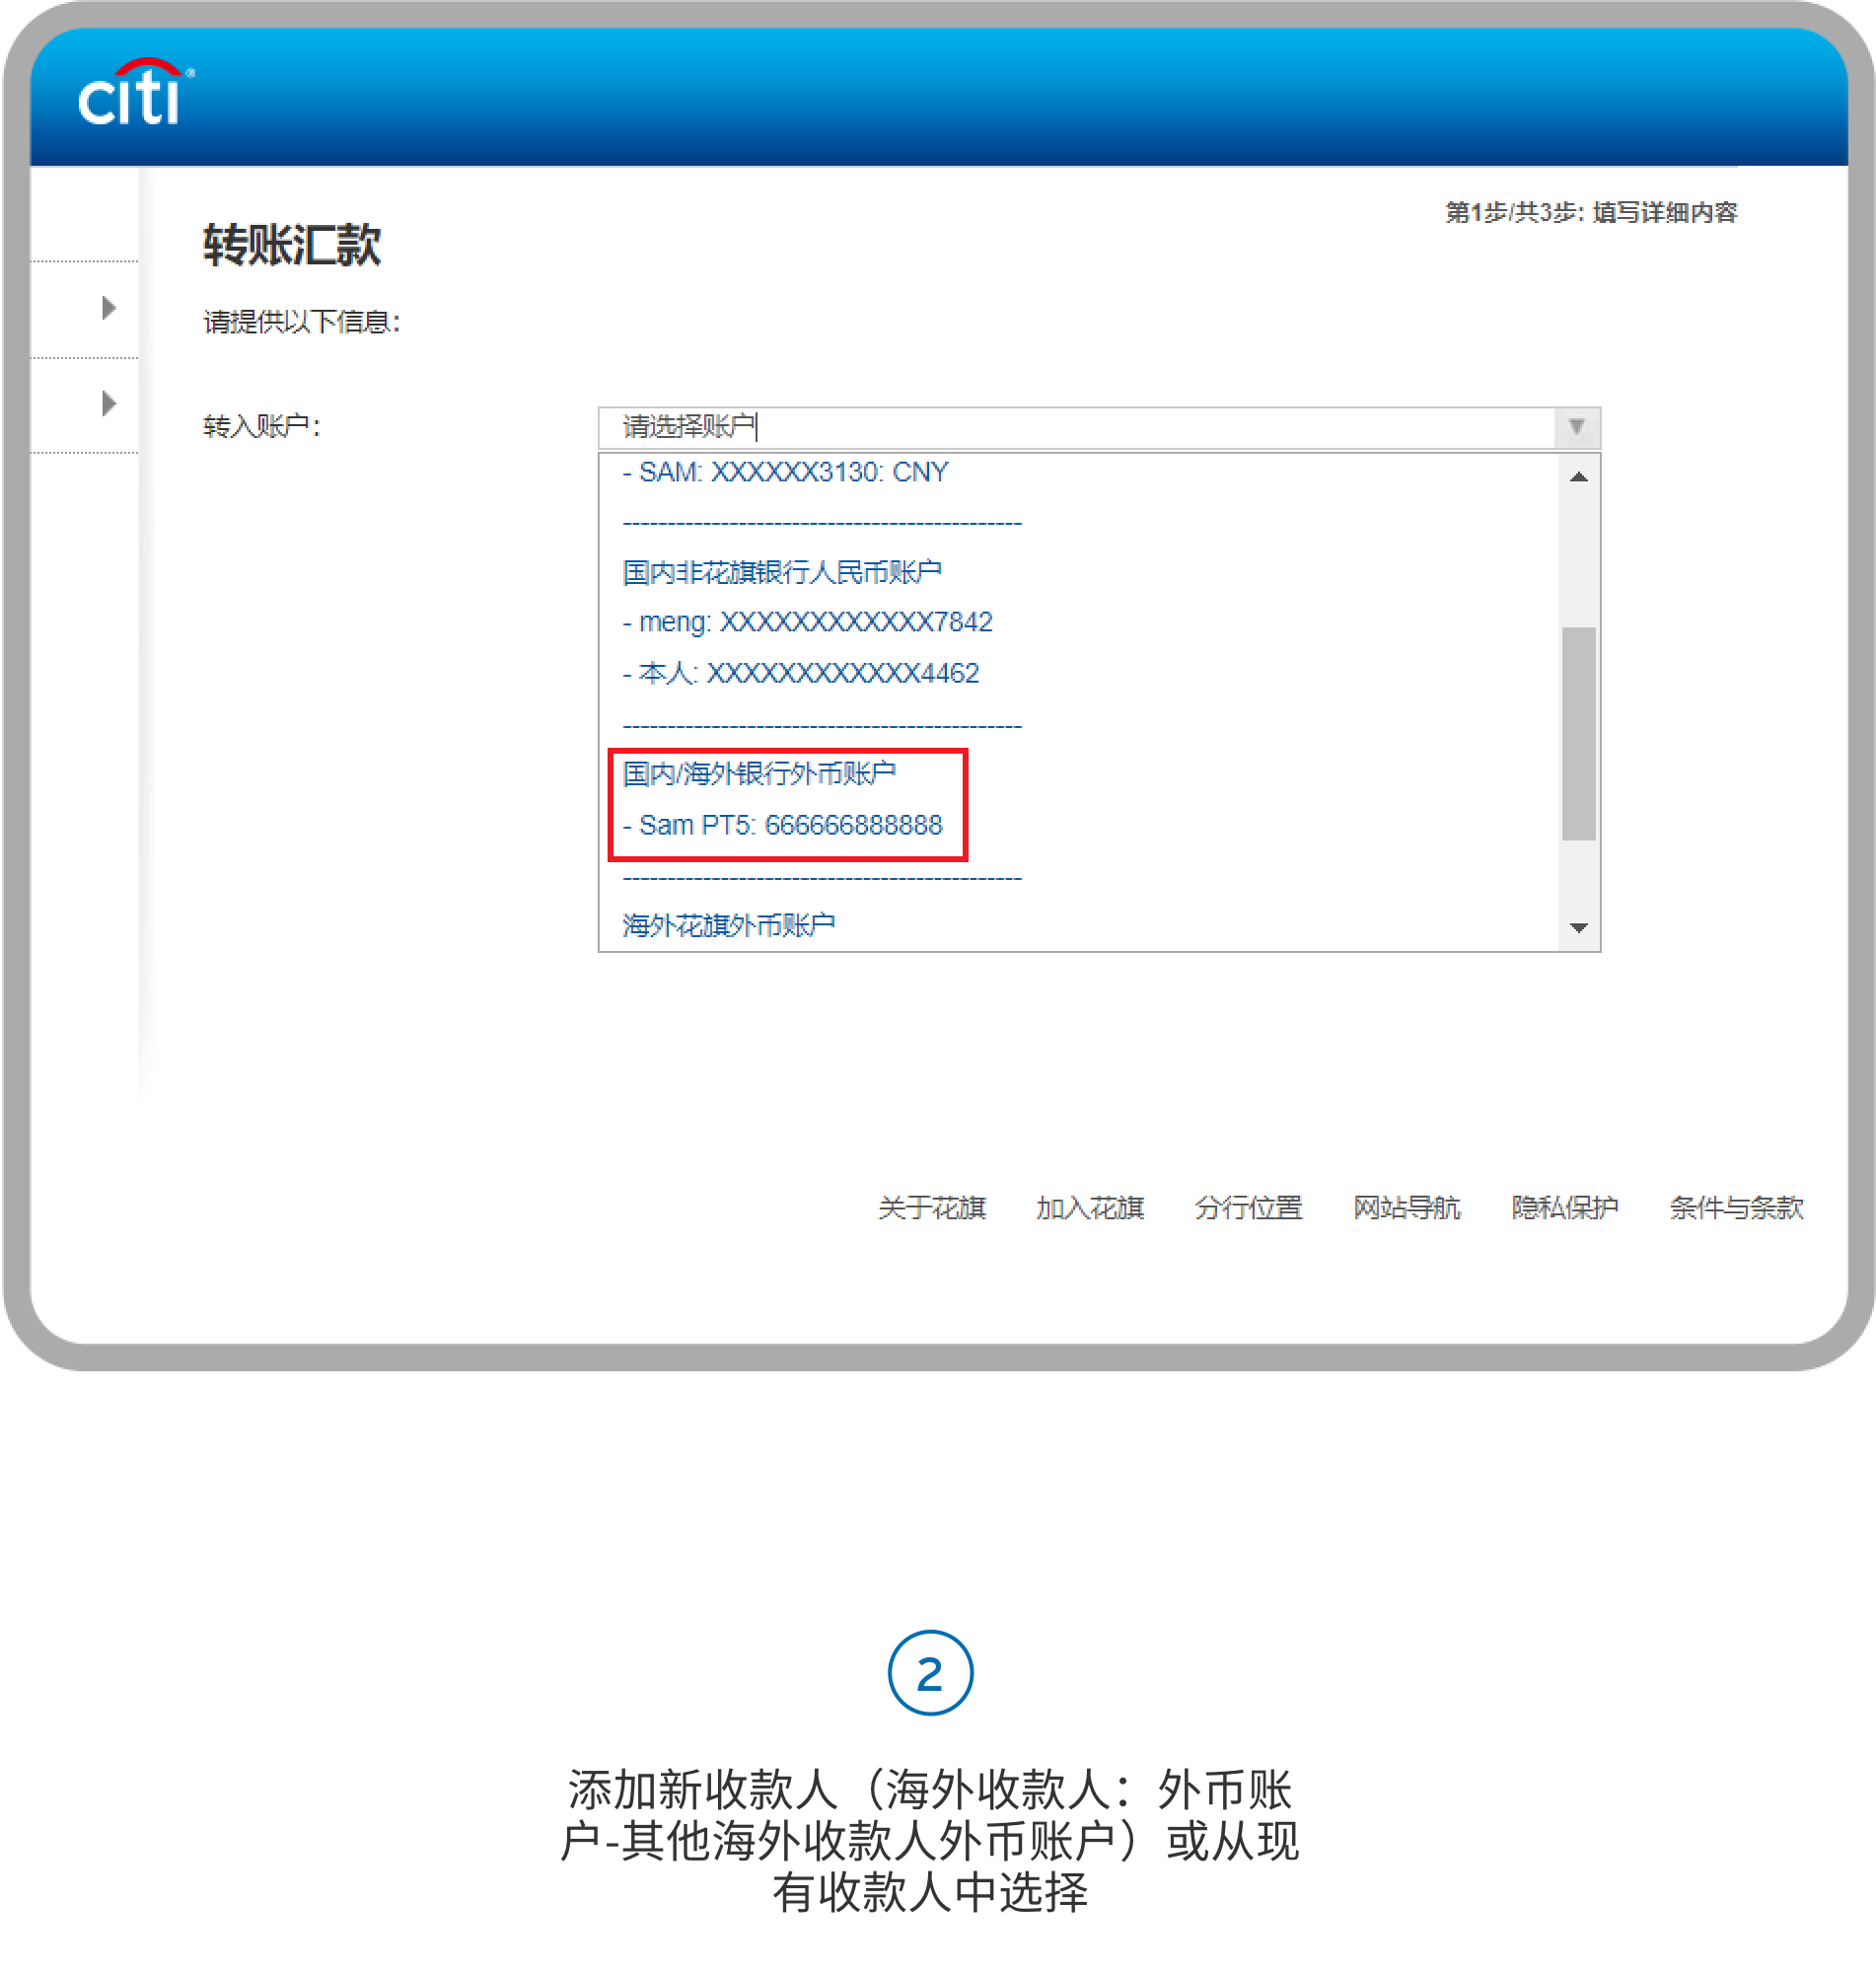 citi®
第1步/共3步: 填写详细内容
转账汇款
请提供以下信息:
转入账户:
请选择账户
- SAM: XXXXXX3130: CNY
---------------------------------------------
国内非花旗银行人民币账户
- meng: XXXXXXXXXXXX7842
- 本人: XXXXXXXXXXXX4462
---------------------------------------------
国内/海外银行外币账户
- Sam PT5: 666666888888
---------------------------------------------
海外花旗外币账户
关于花旗 加入花旗 分行位置 网站导航 隐私保护 条件与条款
2
添加新收款人（海外收款人：外币账
户-其他海外收款人外币账户）或从现
有收款人中选择